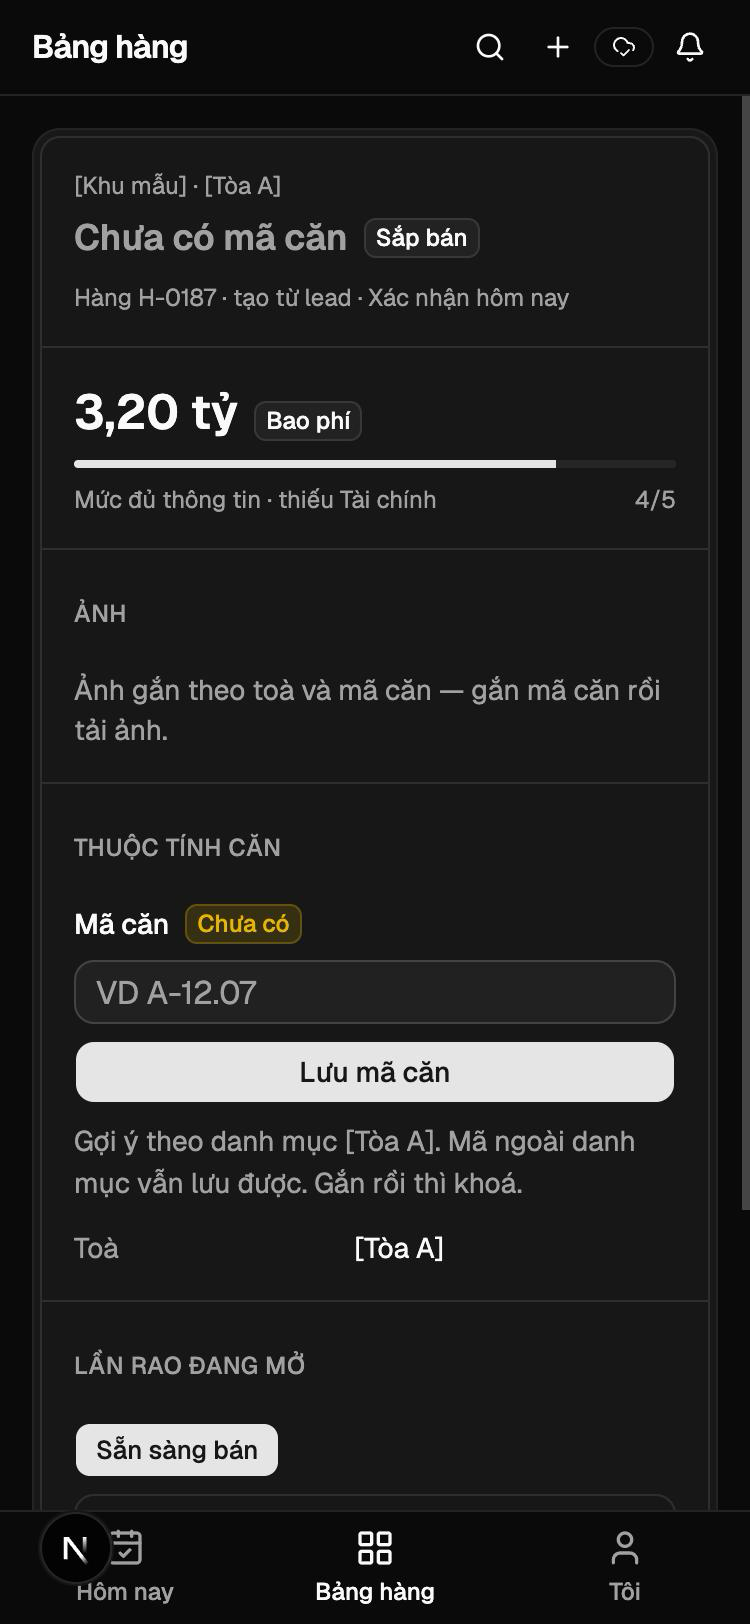 Bảng hàng
[Khu mẫu] · [Tòa A]
Chưa có mã căn Sắp bán
Hàng H-0187 · tạo từ lead · Xác nhận hôm nay
3,20 tỷ Bao phí
Mức đủ thông tin · thiếu Tài chính 4/5
ẢNH
Ảnh gắn theo toà và mã căn — gắn mã căn rồi
tải ảnh.
THUỘC TÍNH CĂN
Mã căn Chưa có
VD A-12.07
Lưu mã căn
Gợi ý theo danh mục [Tòa A]. Mã ngoài danh
mục vẫn lưu được. Gắn rồi thì khoá.
Toà [Tòa A]
LẦN RAO ĐANG MỞ
Sẵn sàng bán
N
Hôm nay Bảng hàng Tôi